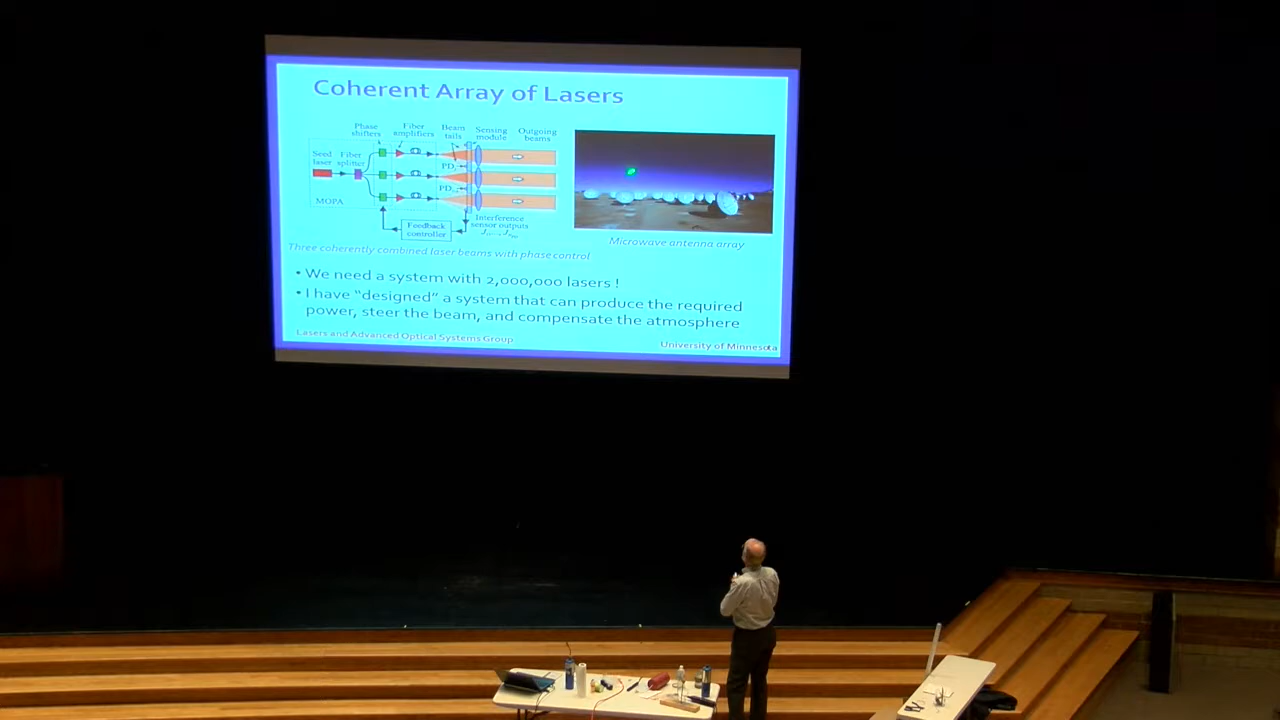 Coherent Array of Lasers
Phase shifters
Fiber amplifiers
Beam tails
Sensing module
Outgoing beams
Seed laser
Fiber splitter
MOPA
Feedback controller
Interference sensor outputs
Three coherently combined laser beams with phase control
Microwave antenna array
• We need a system with 2,000,000 lasers !
• I have “designed” a system that can produce the required
power, steer the beam, and compensate the atmosphere
Lasers and Advanced Optical Systems Group
University of Minnesota